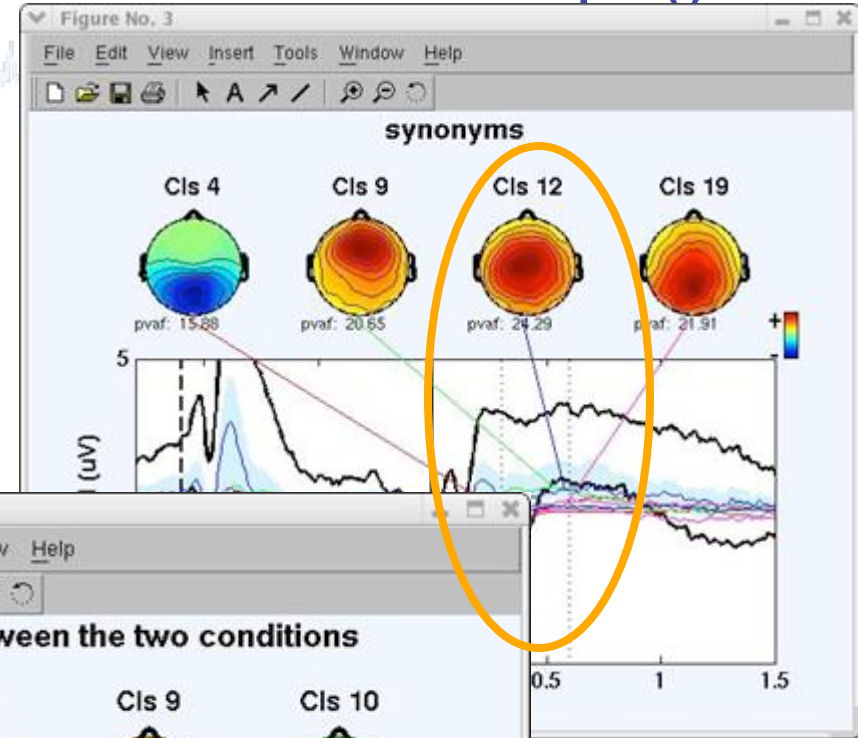 ()
Figure No. 3
File Edit View Insert Tools Window Help
synonyms
Cls 4 Cls 9 Cls 12 Cls 19
pvaf: 15.88 pvaf: 20.65 pvaf: 24.29 pvaf: 21.91
+
-
5
(uV)
Help
ween the two conditions
Cls 9 Cls 10
0.5 1 1.5